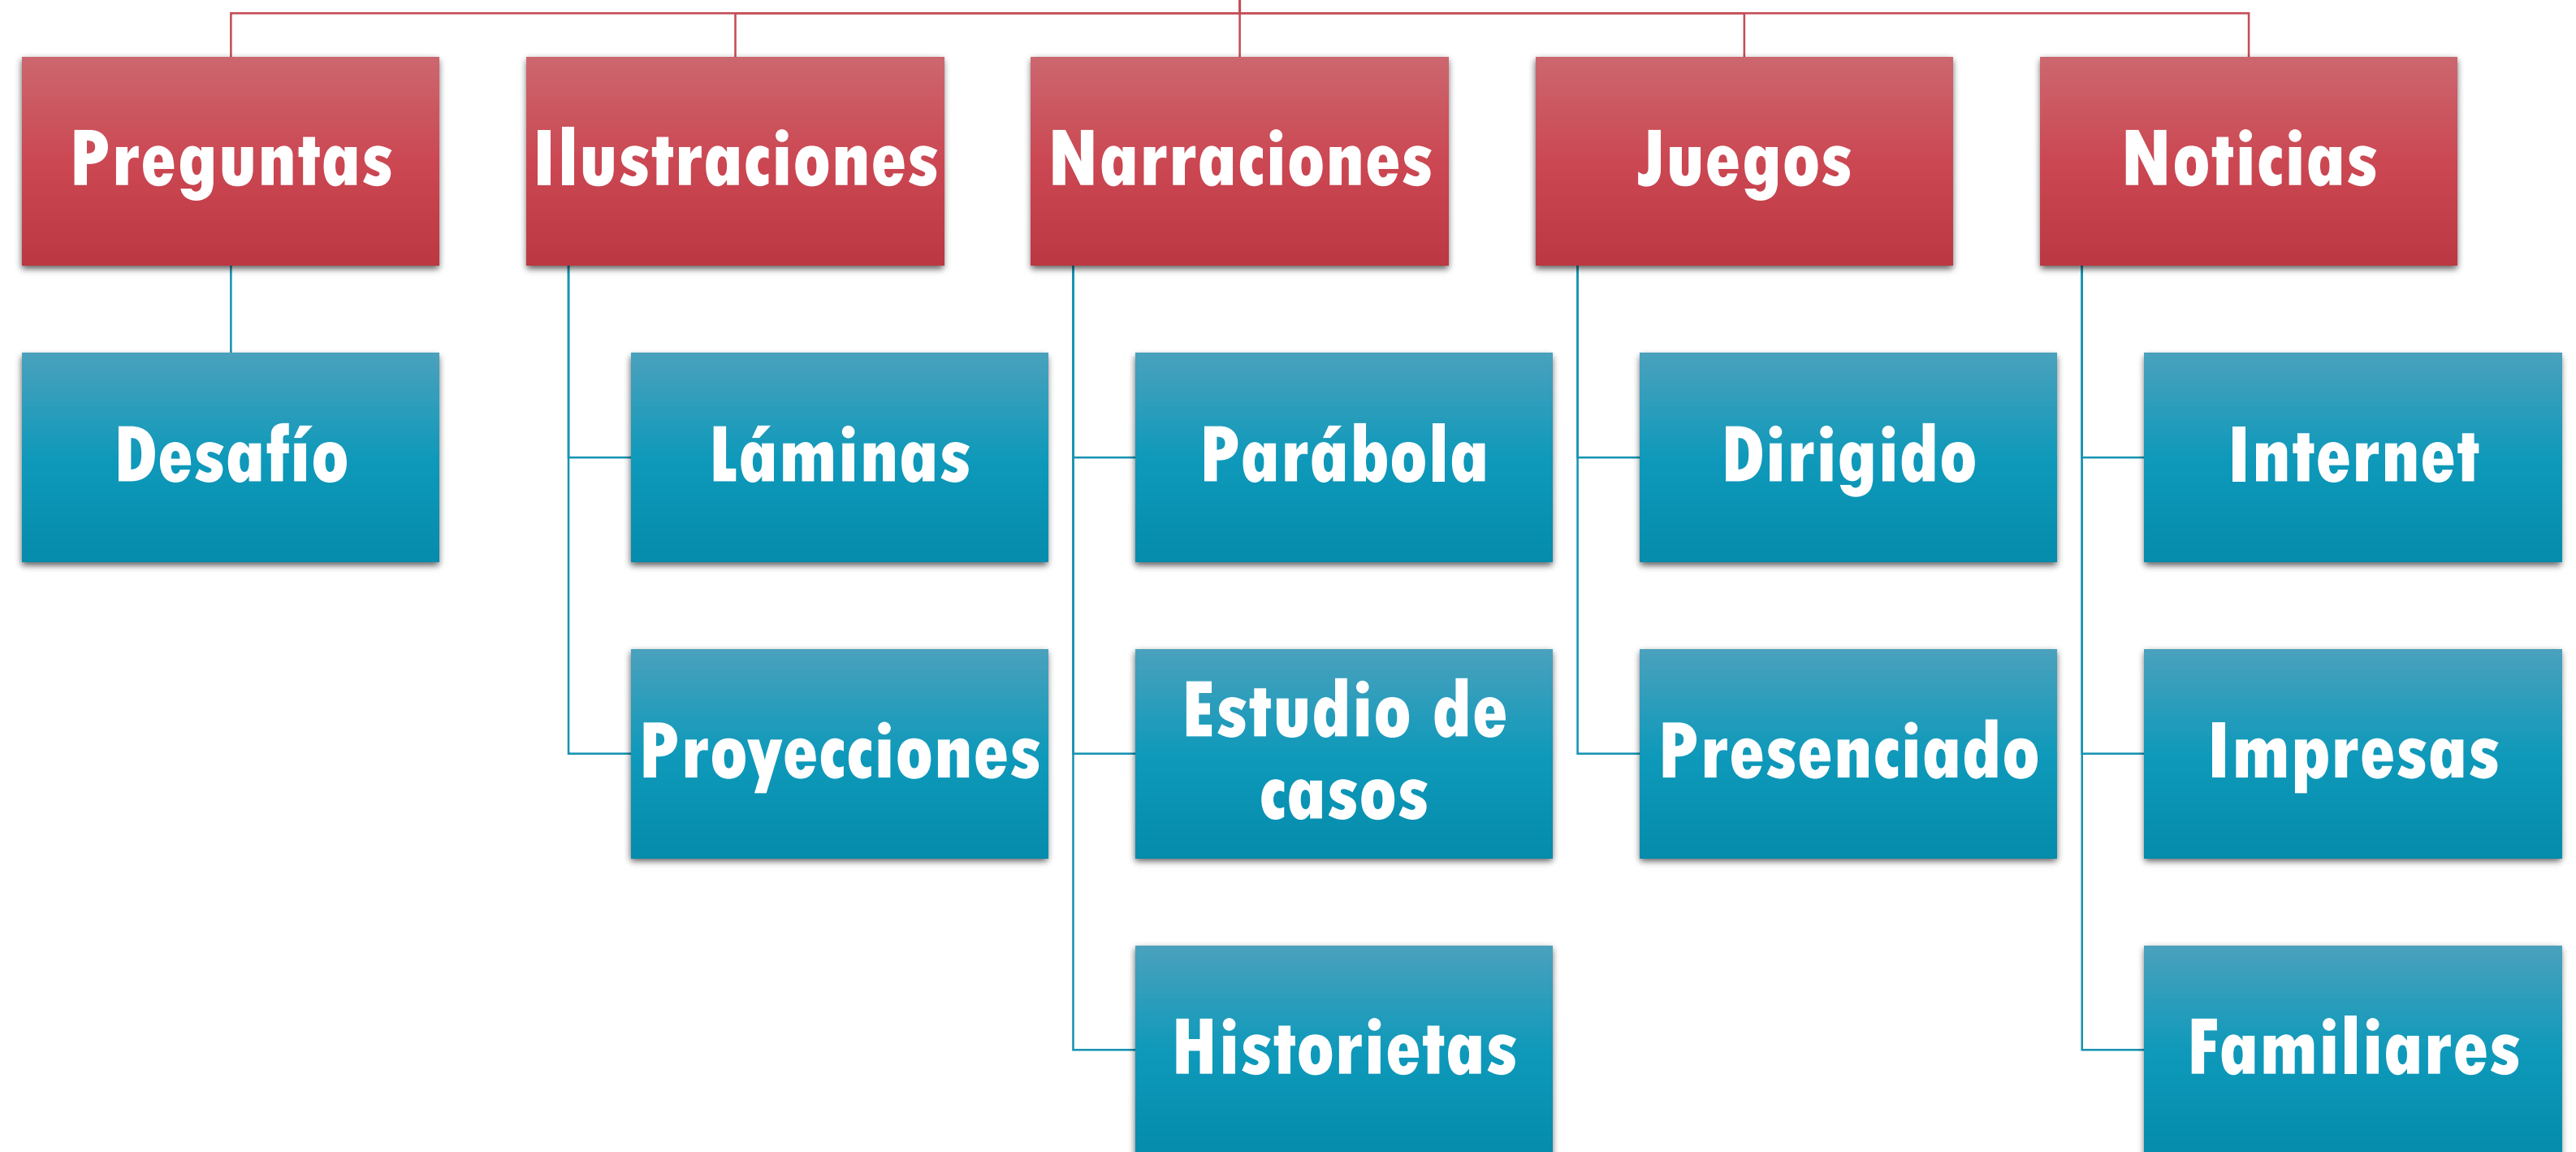 Preguntas
Ilustraciones
Narraciones
Juegos
Noticias
Desafío
Láminas
Parábola
Dirigido
Internet
Proyecciones
Estudio de
casos
Presenciado
Impresas
Historietas
Familiares